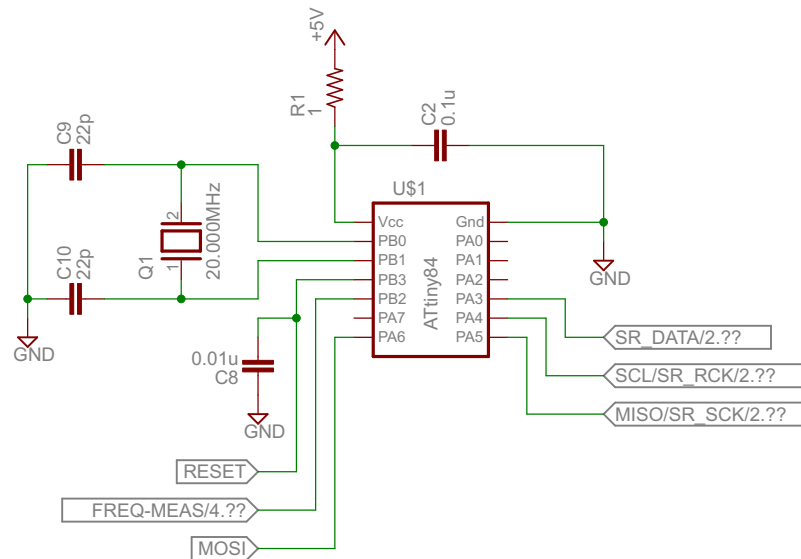 +5V
R1
1
C2
0.1u
C9
22p
C10
22p
Q1
2
1
20.000MHz
GND
U$1
ATtiny84
Vcc
PB0
PB1
PB3
PB2
PA7
PA6
Gnd
PA0
PA1
PA2
PA3
PA4
PA5
GND
0.01u
C8
GND
SR_DATA/2.??
SCL/SR_RCK/2.??
MISO/SR_SCK/2.??
RESET
FREQ-MEAS/4.??
MOSI